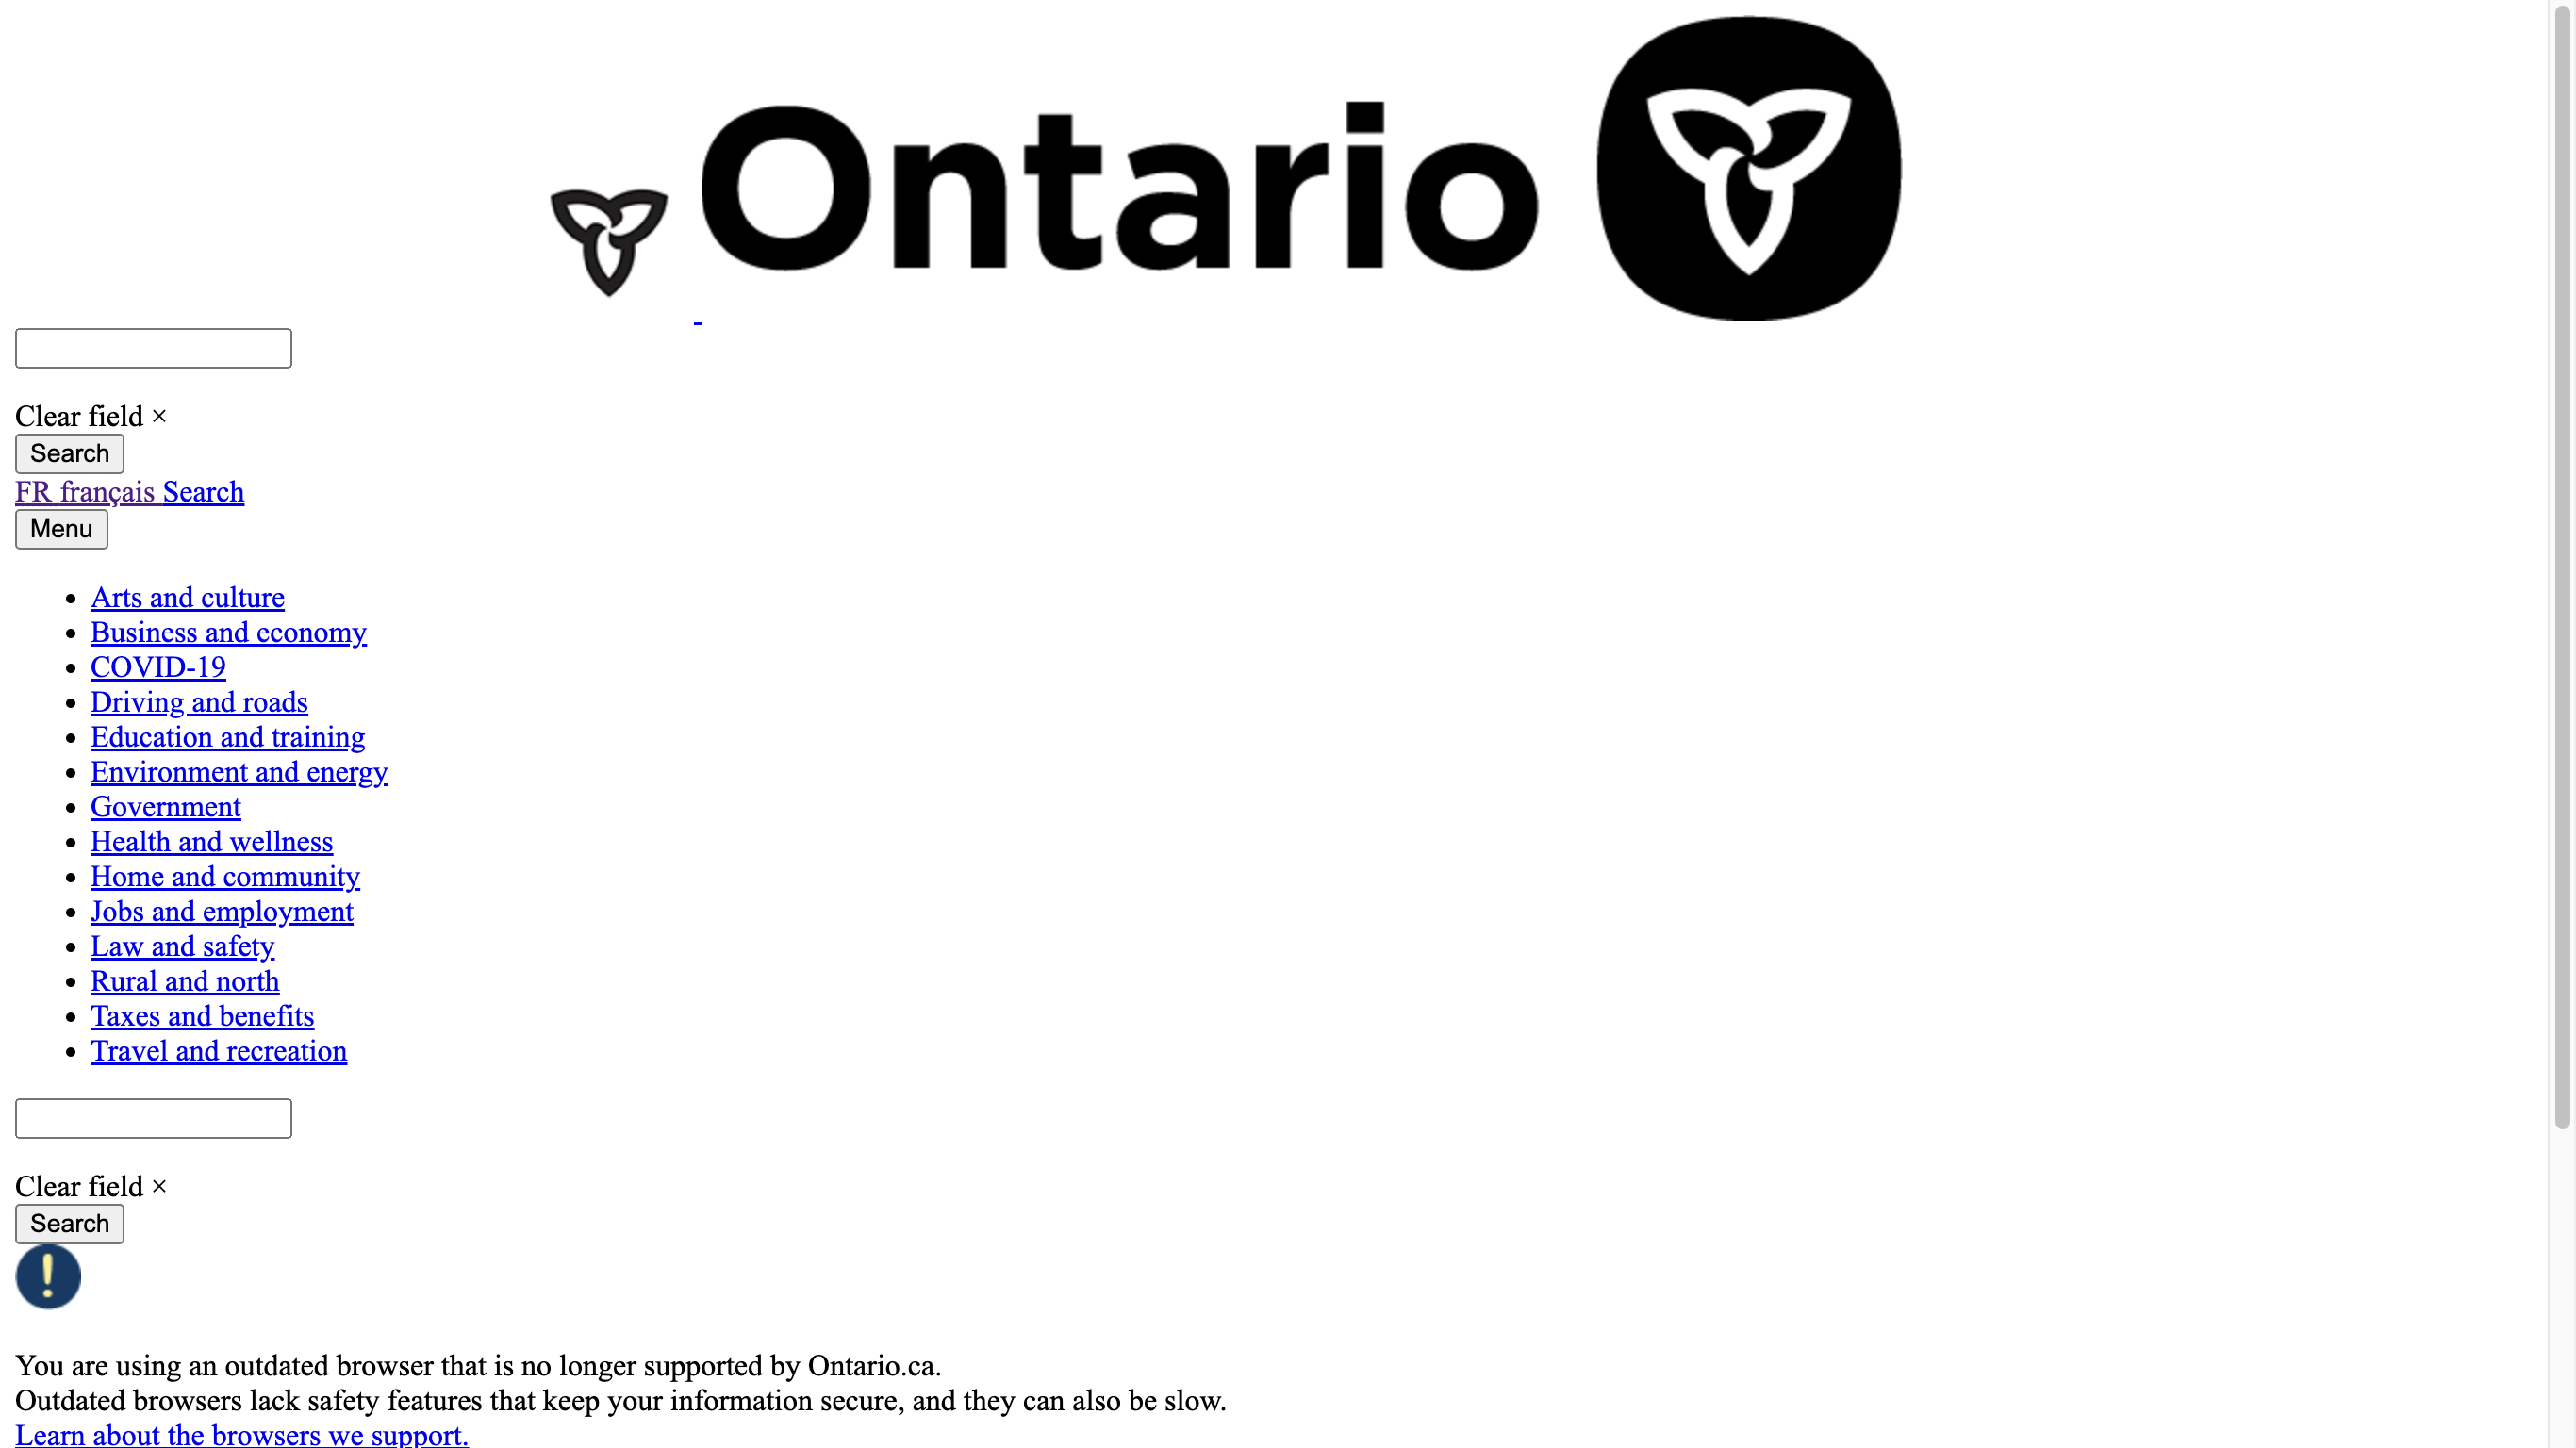 Ontario
Clear field ×
Search
FR français Search
Menu
Arts and culture
Business and economy
COVID-19
Driving and roads
Education and training
Environment and energy
Government
Health and wellness
Home and community
Jobs and employment
Law and safety
Rural and north
Taxes and benefits
Travel and recreation
Clear field ×
Search
You are using an outdated browser that is no longer supported by Ontario.ca.
Outdated browsers lack safety features that keep your information secure, and they can also be slow.
Learn about the browsers we support.